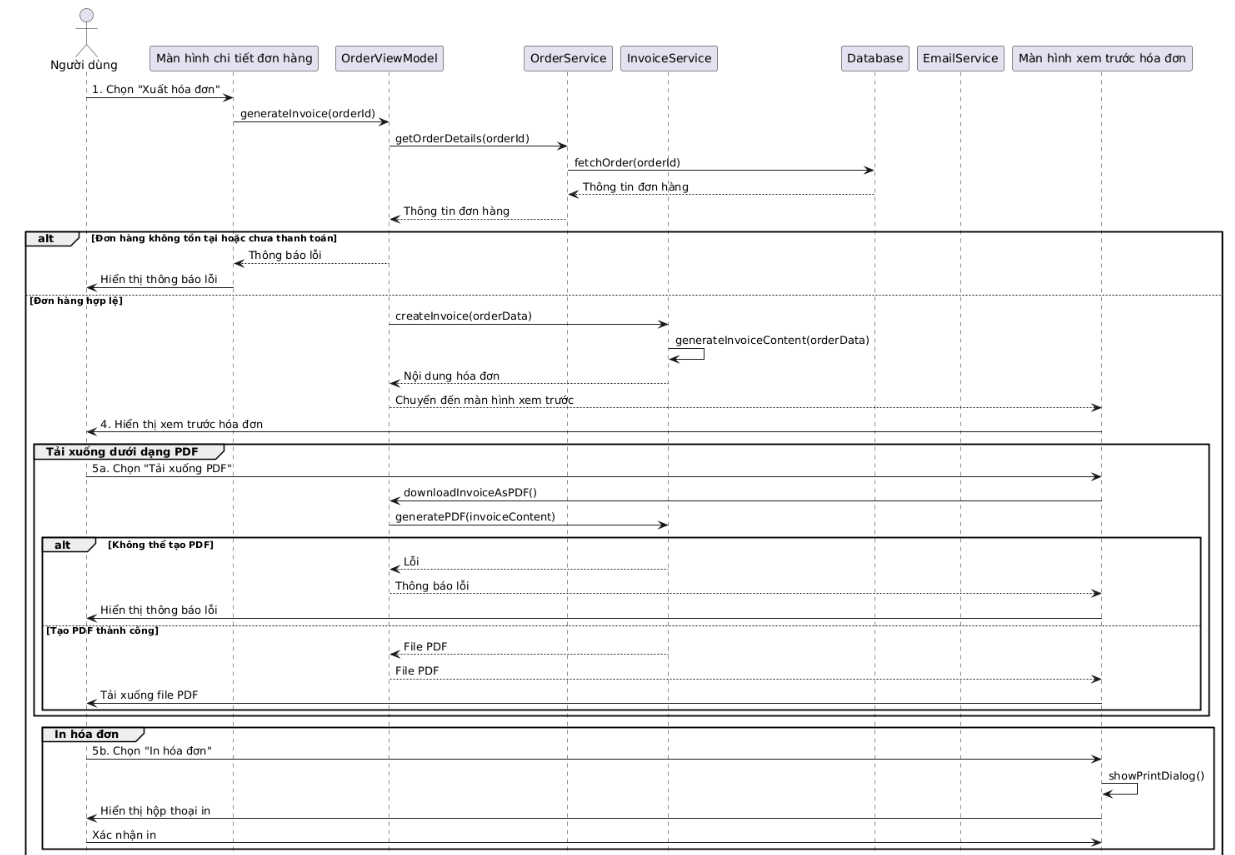 Người dùng
Màn hình chi tiết đơn hàng
OrderViewModel
OrderService
InvoiceService
Database
EmailService
Màn hình xem trước hóa đơn
1. Chọn "Xuất hóa đơn"
generateInvoice(orderId)
getOrderDetails(orderId)
fetchOrder(orderId)
Thông tin đơn hàng
Thông tin đơn hàng
alt [Đơn hàng không tồn tại hoặc chưa thanh toán]
Thông báo lỗi
Hiển thị thông báo lỗi
[Đơn hàng hợp lệ]
createInvoice(orderData)
generateInvoiceContent(orderData)
Nội dung hóa đơn
Chuyển đến màn hình xem trước
4. Hiển thị xem trước hóa đơn
Tải xuống dưới dạng PDF
5a. Chọn "Tải xuống PDF"
downloadInvoiceAsPDF()
generatePDF(invoiceContent)
alt [Không thể tạo PDF]
Lỗi
Thông báo lỗi
Hiển thị thông báo lỗi
[Tạo PDF thành công]
File PDF
File PDF
Tải xuống file PDF
In hóa đơn
5b. Chọn "In hóa đơn"
showPrintDialog()
Hiển thị hộp thoại in
Xác nhận in